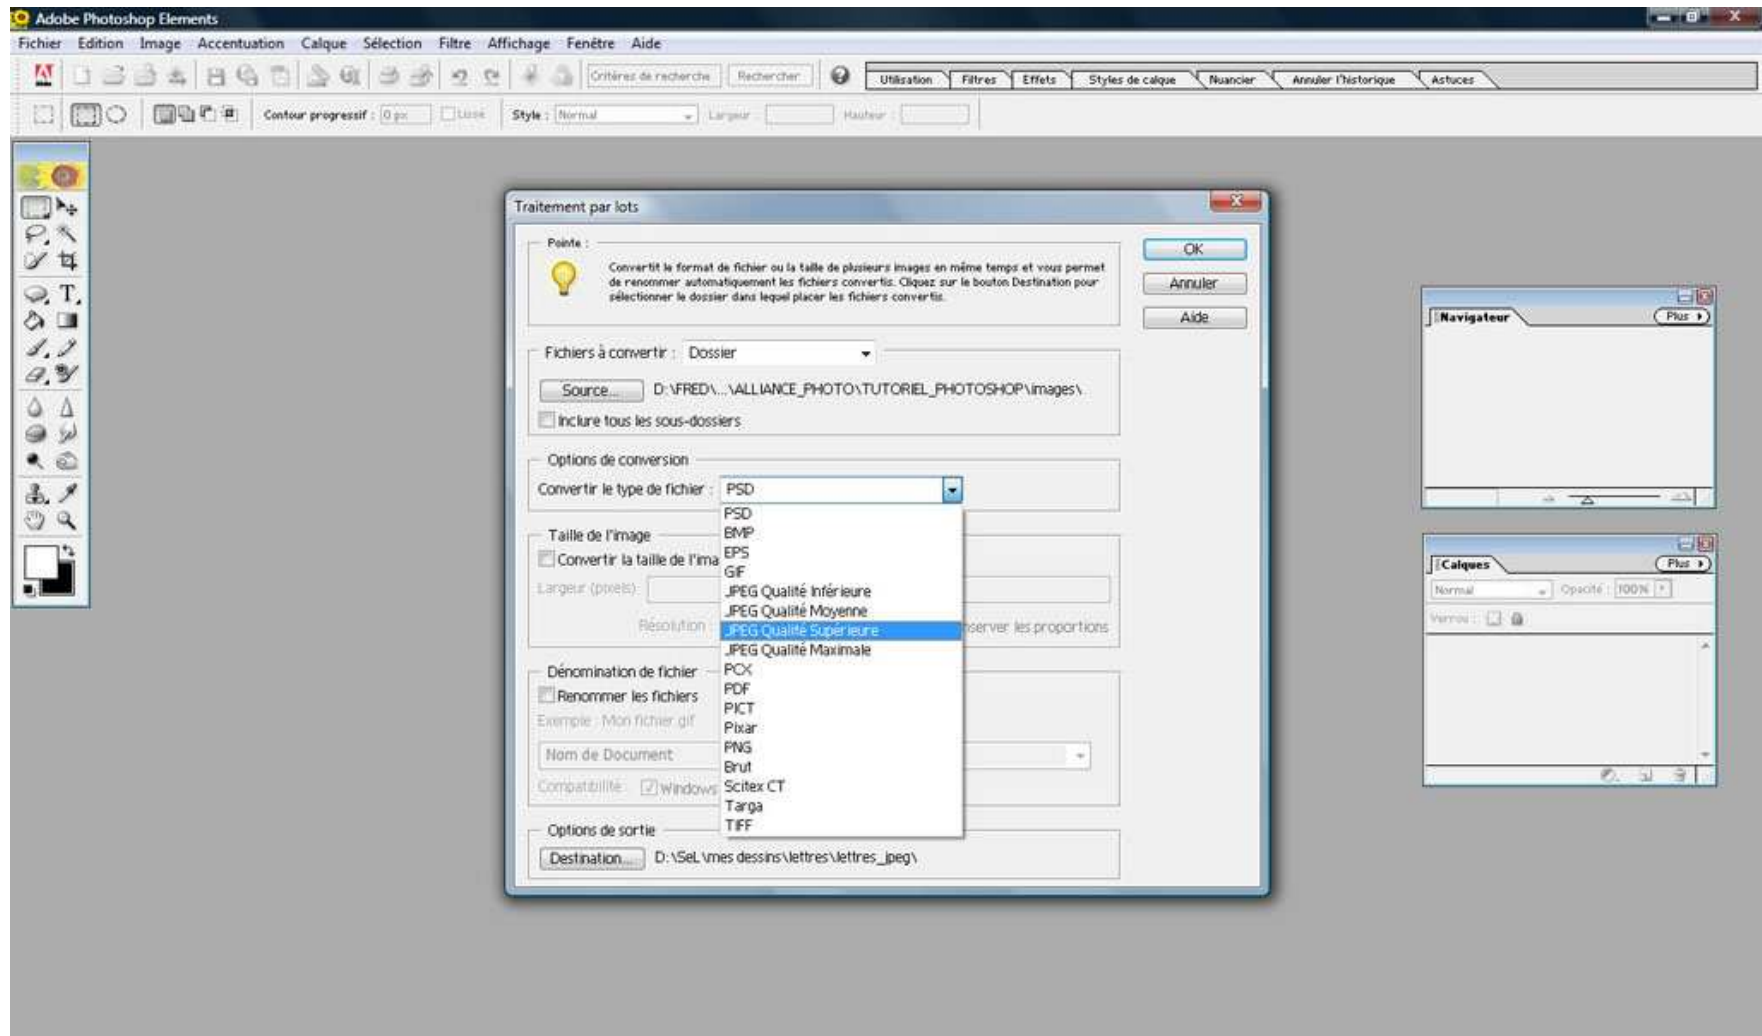 Adobe Photoshop Elements
Fichier Edition Image Accentuation Calque Sélection Filtre Affichage Fenêtre Aide
Critères de recherche Rechercher Utilisation Filtres Effets Styles de calque Nuancier Annuler l'historique Astuces
Contour progressif : 0 px Lissé Style : Normal Largeur : Hauteur :
Traitement par lots
Pointe :
Convertit le format de fichier ou la taille de plusieurs images en même temps et vous permet
de renommer automatiquement les fichiers convertis. Cliquez sur le bouton Destination pour
sélectionner le dossier dans lequel placer les fichiers convertis.
OK
Annuler
Aide
Fichiers à convertir : Dossier
Source... D:\FRED\...\ALLIANCE_PHOTO\TUTORIEL_PHOTOSHOP\images\
Inclure tous les sous-dossiers
Options de conversion
Convertir le type de fichier : PSD
PSD
BMP
EPS
GIF
JPEG Qualité Inférieure
JPEG Qualité Moyenne
JPEG Qualité Supérieure
JPEG Qualité Maximale
PCX
PDF
PICT
Pixar
PNG
Brut
Scitex CT
Targa
TIFF
Taille de l'image
Convertir la taille de l'ima
Largeur (pixels)
Résolution : nserver les proportions
Dénomination de fichier
Renommer les fichiers
Exemple : Mon fichier.gif
Nom de Document
Compatibilité : Windows
Options de sortie
Destination... D:\SeL\mes dessins\lettres\lettres_jpeg\
Navigateur Plus
Calques Plus
Normal Opacité : 100%
Verrou :